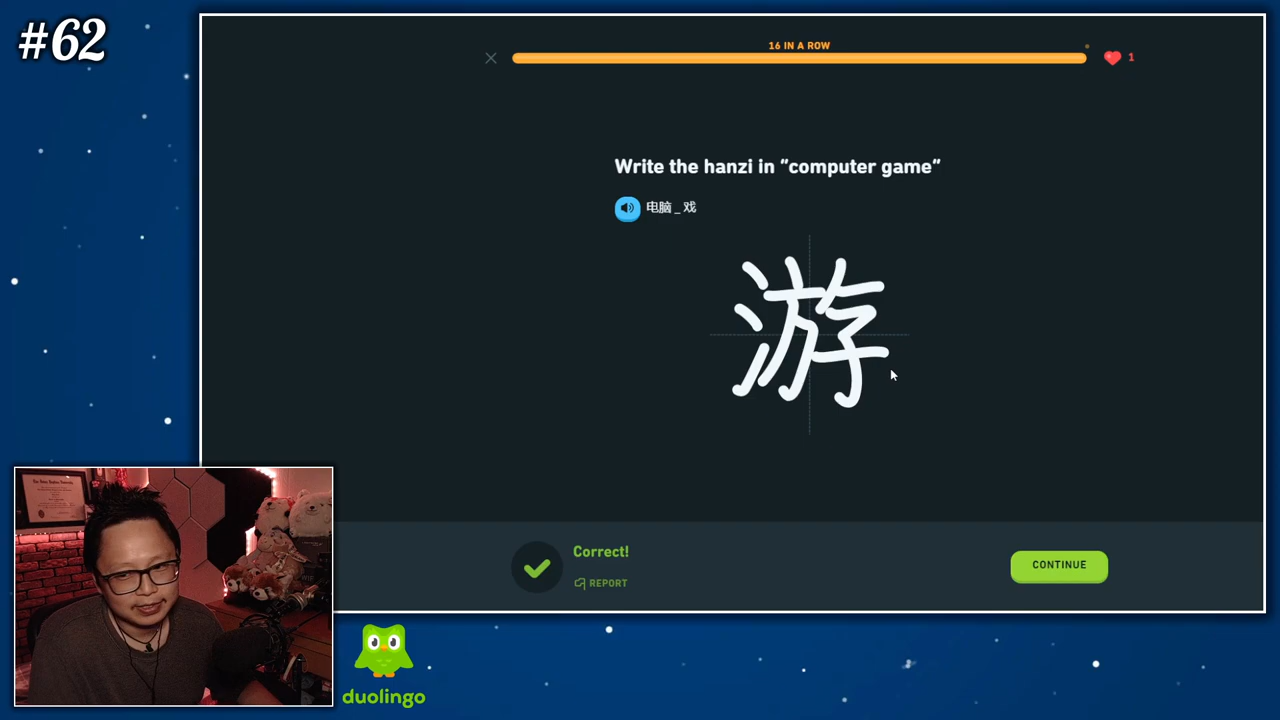 #62
16 IN A ROW
1
Write the hanzi in “computer game”
电脑_戏
游
Correct!
REPORT
CONTINUE
duolingo